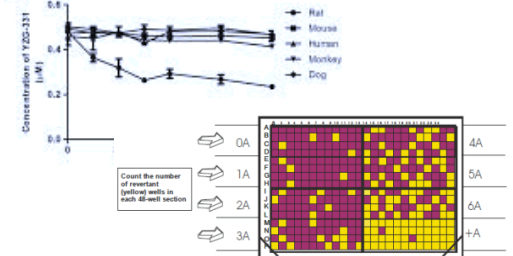 0.6
0.4
0.2
0.0
0
Concentration of YZG-331
(µM)
Rat
Mouse
Human
Monkey
Dog
Count the number
of revertant
(yellow) wells in
each 48-well section
0A
1A
2A
3A
A
B
C
D
E
F
G
H
I
J
K
L
M
N
O
4A
5A
6A
+A